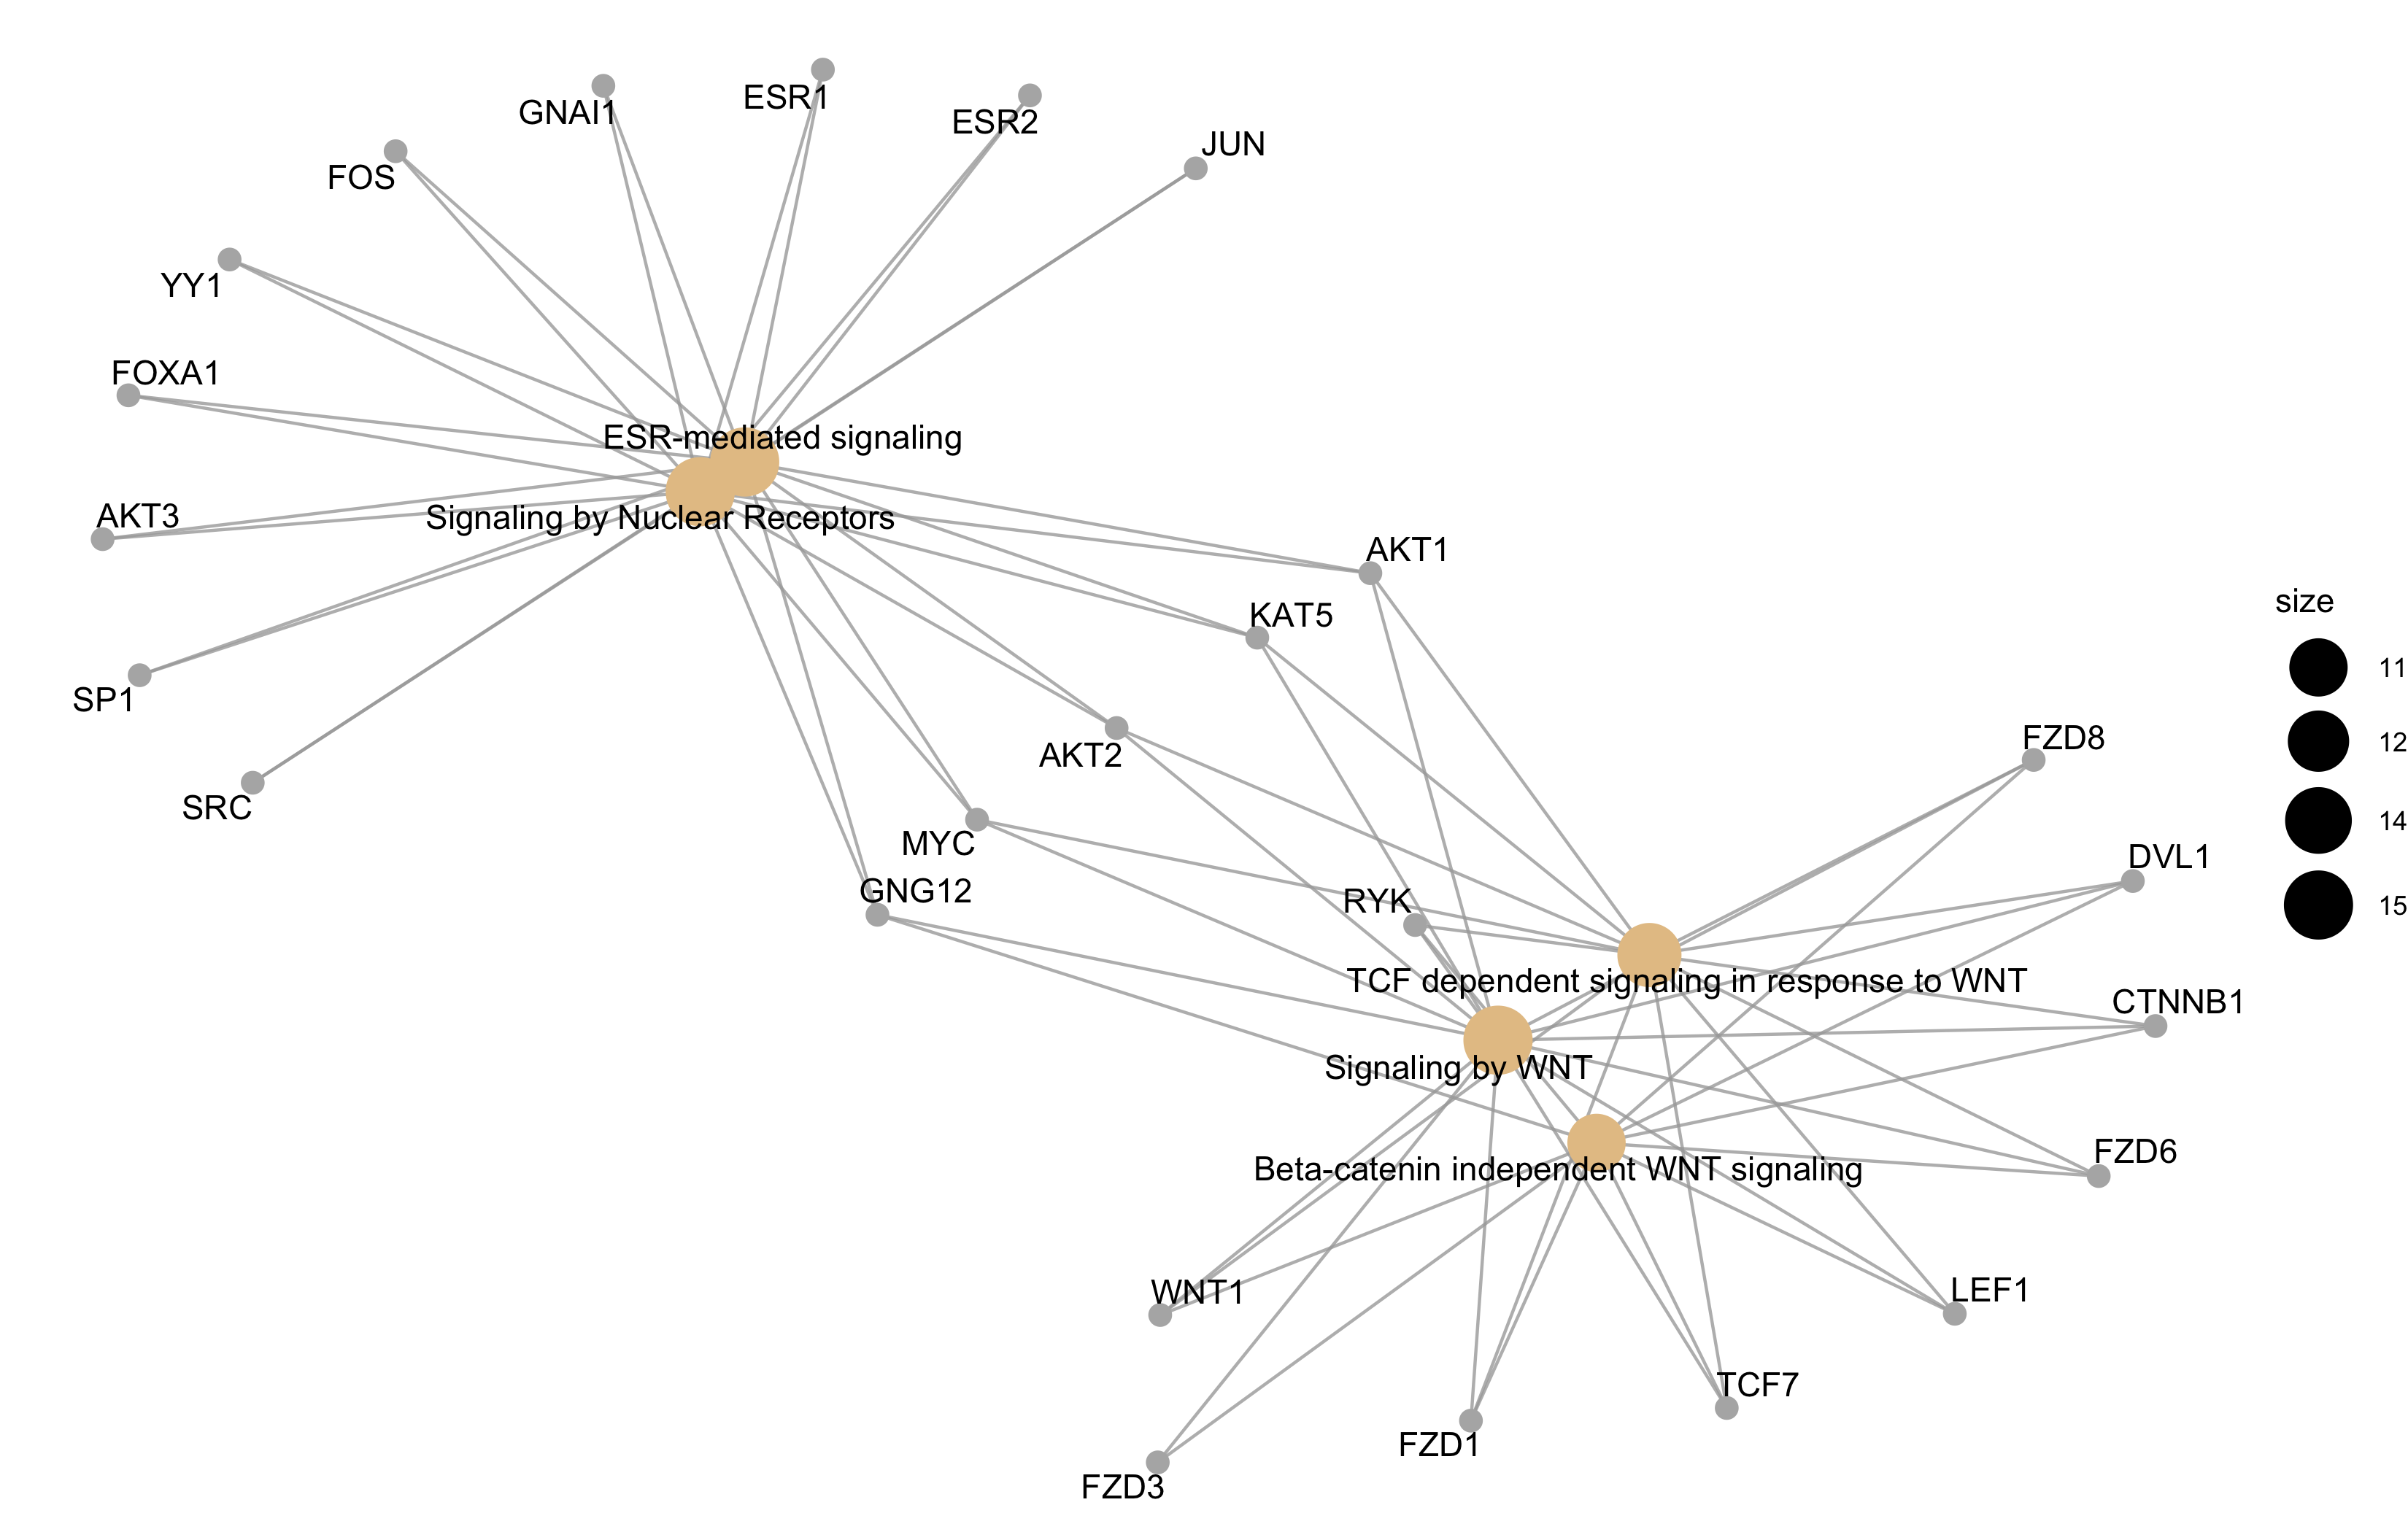 ESR1
GNAI1
ESR2
JUN
FOS
YY1
FOXA1
ESR-mediated signaling
AKT3
Signaling by Nuclear Receptors
AKT1
size
KAT5
11
SP1
FZD8
12
AKT2
SRC
14
MYC
DVL1
GNG12
RYK
15
TCF dependent signaling in response to WNT
CTNNB1
Signaling by WNT
FZD6
Beta-catenin independent WNT signaling
WNT1
LEF1
TCF7
FZD1
FZD3